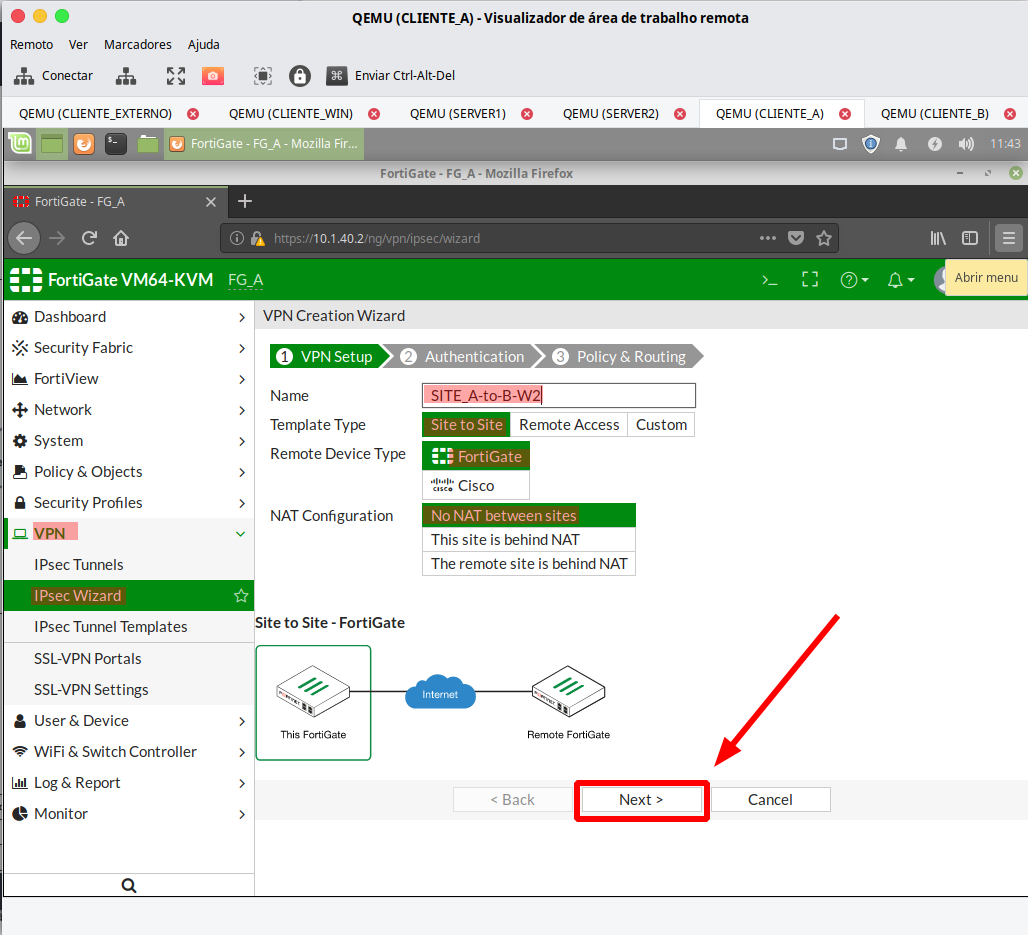 QEMU (CLIENTE_A) - Visualizador de área de trabalho remota
Remoto Ver Marcadores Ajuda
Conectar Enviar Ctrl-Alt-Del
QEMU (CLIENTE_EXTERNO) QEMU (CLIENTE_WIN) QEMU (SERVER1) QEMU (SERVER2) QEMU (CLIENTE_A) QEMU (CLIENTE_B)
FortiGate - FG_A - Mozilla Fir... 11:43
FortiGate - FG_A - Mozilla Firefox
FortiGate - FG_A
https://10.1.40.2/ng/vpn/ipsec/wizard
FortiGate VM64-KVM FG_A
Abrir menu
Dashboard
Security Fabric
FortiView
Network
System
Policy & Objects
Security Profiles
VPN
IPsec Tunnels
IPsec Wizard
IPsec Tunnel Templates
SSL-VPN Portals
SSL-VPN Settings
User & Device
WiFi & Switch Controller
Log & Report
Monitor
VPN Creation Wizard
1 VPN Setup 2 Authentication 3 Policy & Routing
Name SITE_A-to-B-W2
Template Type Site to Site Remote Access Custom
Remote Device Type FortiGate
CISCO Cisco
NAT Configuration No NAT between sites
This site is behind NAT
The remote site is behind NAT
Site to Site - FortiGate
Internet
This FortiGate Remote FortiGate
< Back Next > Cancel